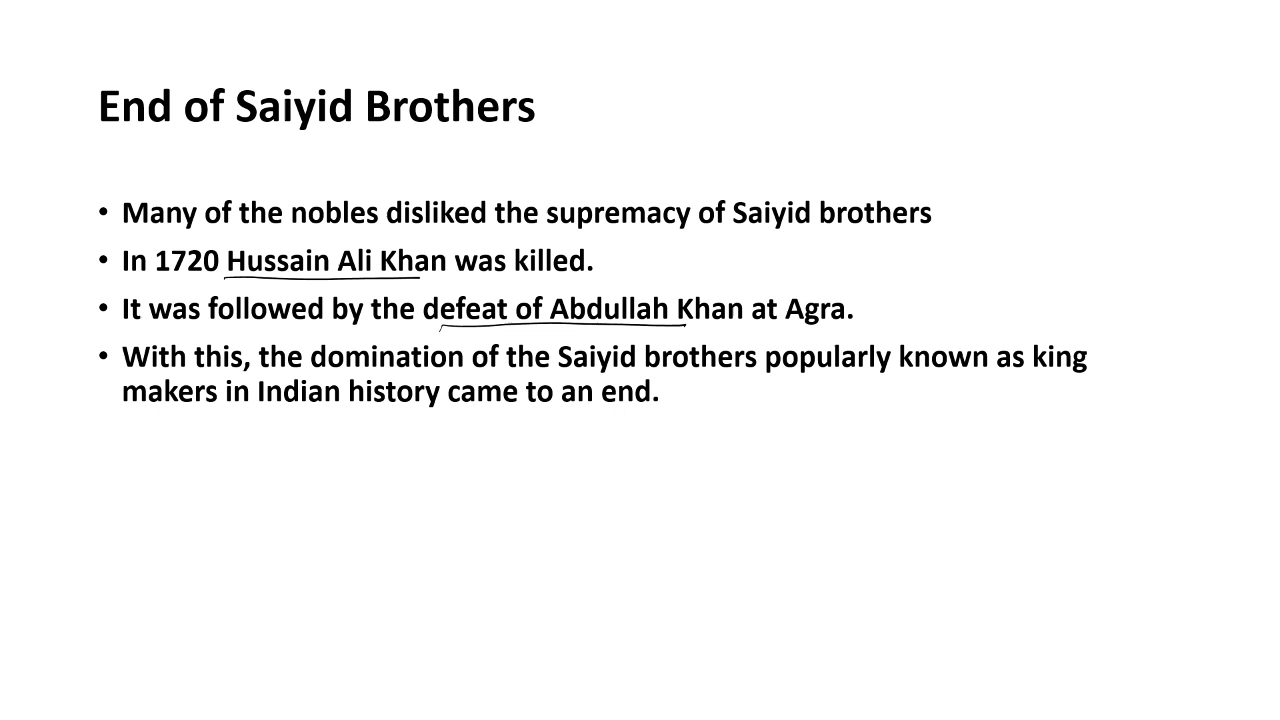 End of Saiyid Brothers
• Many of the nobles disliked the supremacy of Saiyid brothers
• In 1720 Hussain Ali Khan was killed.
• It was followed by the defeat of Abdullah Khan at Agra.
• With this, the domination of the Saiyid brothers popularly known as king
makers in Indian history came to an end.